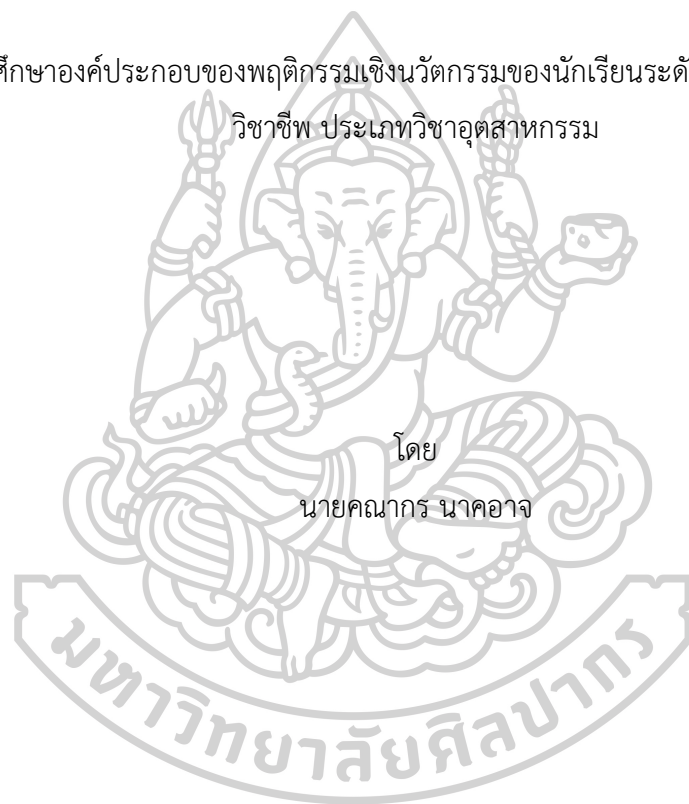 ศึกษาองค์ประกอบของพฤติกรรมเชิงนวัตกรรมของนักเรียนระดั
วิชาชีพ ประเภทวิชาอุตสาหกรรม
โดย
นายคณากร นาคอาจ
มหาวิทยาลัยศิลปากร